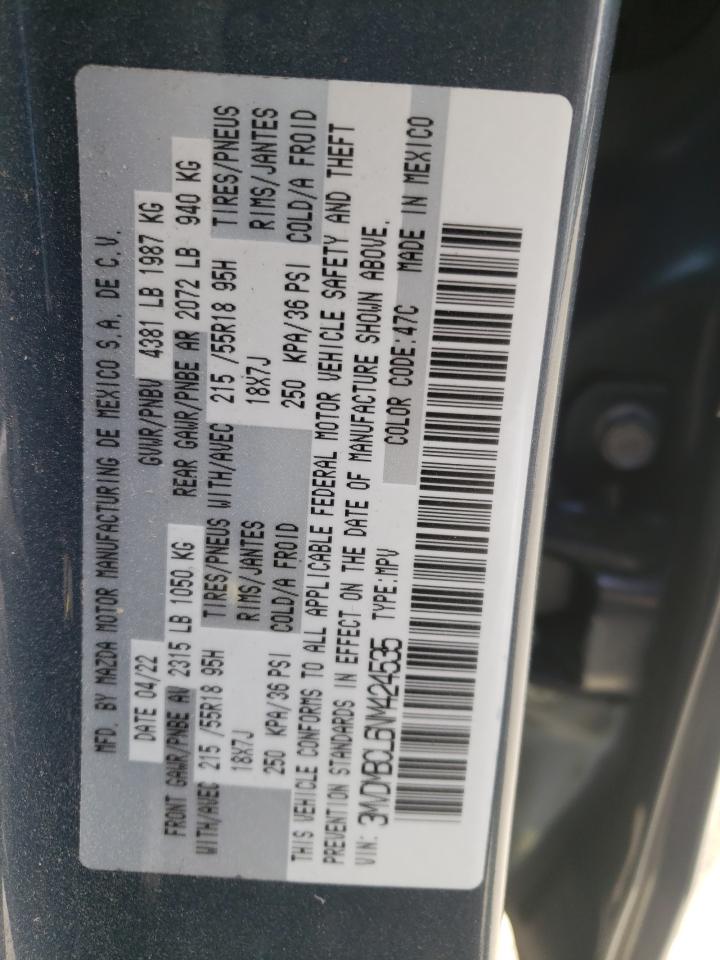 MFD. BY MAZDA MOTOR MANUFACTURING DE MEXICO S.A. DE C.V.
DATE 04/22 GVWR/PNBV 4381 LB 1987 KG
FRONT GAWR/PNBE AV 2315 LB 1050 KG REAR GAWR/PNBE AR 2072 LB 940 KG
WITH/AVEC 215 /55R18 95H TIRES/PNEUS WITH/AVEC 215 /55R18 95H TIRES/PNEUS
18X7J RIMS/JANTES 18X7J RIMS/JANTES
250 KPA/36 PSI COLD/A FROID 250 KPA/36 PSI COLD/A FROID
THIS VEHICLE CONFORMS TO ALL APPLICABLE FEDERAL MOTOR VEHICLE SAFETY AND THEFT
PREVENTION STANDARDS IN EFFECT ON THE DATE OF MANUFACTURE SHOWN ABOVE.
VIN: 3MVDMBCL6NM424535 TYPE:MPV COLOR CODE:47C MADE IN MEXICO